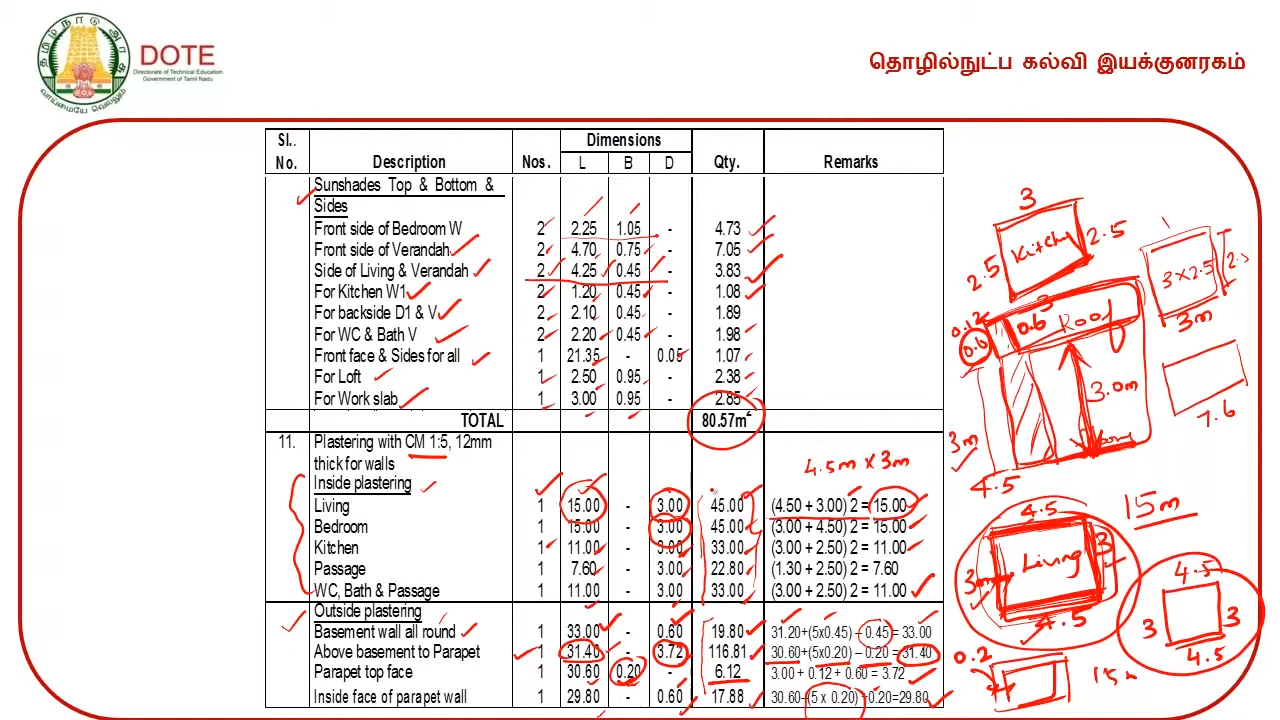 தொழில்நுட்ப கல்வி இயக்குனரகம்
DOTE
Directorate of Technical Education
Government of Tamil Nadu
வாய்மையே வெல்லும்
Sl.. No. Description Nos. Dimensions L B D Qty. Remarks
Sunshades Top & Bottom &
Sides
Front side of Bedroom W 2 2.25 1.05 - 4.73
Front side of Verandah 2 4.70 0.75 - 7.05
Side of Living & Verandah 2 4.25 0.45 - 3.83
For Kitchen W1 2 1.20 0.45 - 1.08
For backside D1 & V 2 2.10 0.45 - 1.89
For WC & Bath V 2 2.20 0.45 - 1.98
Front face & Sides for all 1 21.35 - 0.05 1.07
For Loft 1 2.50 0.95 - 2.38
For Work slab 1 3.00 0.95 - 2.85
TOTAL 80.57m2
11. Plastering with CM 1:5, 12mm
thick for walls
4.5m x 3m
Inside plastering
Living 1 15.00 - 3.00 45.00 (4.50 + 3.00) 2 = 15.00
Bedroom 1 15.00 - 3.00 45.00 (3.00 + 4.50) 2 = 15.00
Kitchen 1 11.00 - 3.00 33.00 (3.00 + 2.50) 2 = 11.00
Passage 1 7.60 - 3.00 22.80 (1.30 + 2.50) 2 = 7.60
WC, Bath & Passage 1 11.00 - 3.00 33.00 (3.00 + 2.50) 2 = 11.00
Outside plastering
Basement wall all round 1 33.00 - 0.60 19.80 31.20+(5x0.45) – 0.45 = 33.00
Above basement to Parapet 1 31.40 - 3.72 116.81 30.60+(5x0.20) – 0.20 = 31.40
Parapet top face 1 30.60 0.20 - 6.12 3.00 + 0.12 + 0.60 = 3.72
Inside face of parapet wall 1 29.80 - 0.60 17.88 30.60–(5 x 0.20) +0.20=29.80
3
Kitchen
2.5
2.5
3
3 x 2.5
3m
0.12
0.6
0.6
Roof
3.0m
3m
4.5
7.6
15m
4.5
Living
3
3m
4.5
4.5
3
3
4.5
0.2